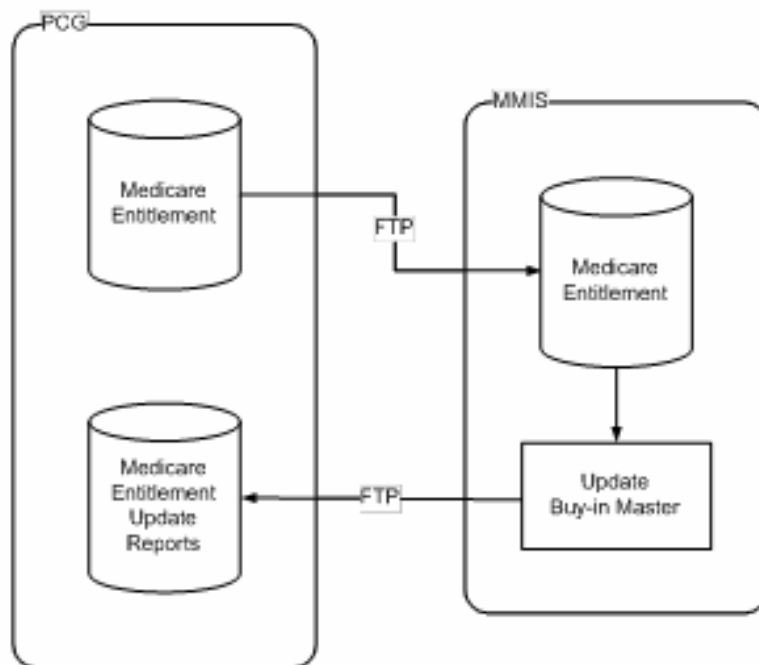 PCG
MMIS
Medicare
Entitlement
FTP
Medicare
Entitlement
Medicare
Entitlement
Update
Reports
FTP
Update
Buy-in Master